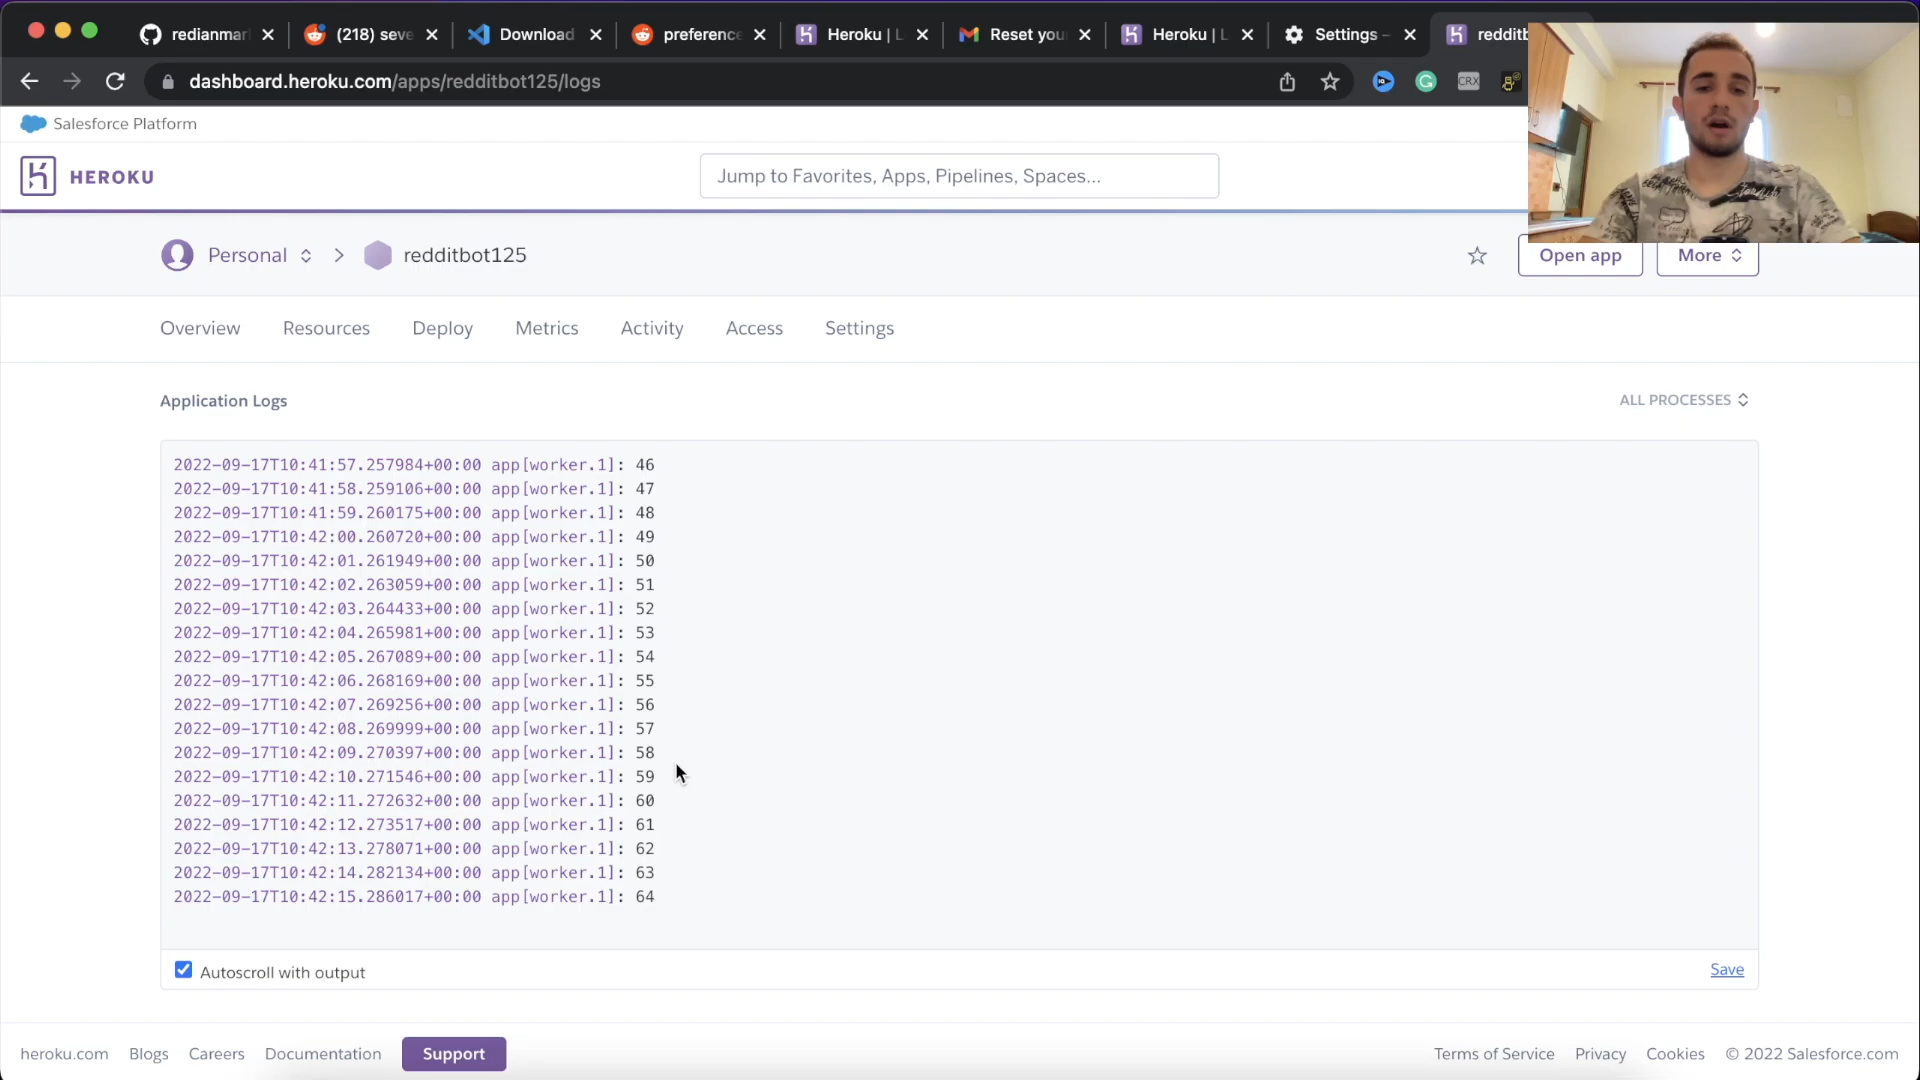 redianmar
(218) seve
Download
preference
Heroku | L
Reset you
Heroku | L
Settings –
redditb
dashboard.heroku.com/apps/redditbot125/logs
CRX
Salesforce Platform
HEROKU
Jump to Favorites, Apps, Pipelines, Spaces...
Personal
redditbot125
Open app
More
Overview
Resources
Deploy
Metrics
Activity
Access
Settings
Application Logs
ALL PROCESSES
2022-09-17T10:41:57.257984+00:00 app[worker.1]: 46
2022-09-17T10:41:58.259106+00:00 app[worker.1]: 47
2022-09-17T10:41:59.260175+00:00 app[worker.1]: 48
2022-09-17T10:42:00.260720+00:00 app[worker.1]: 49
2022-09-17T10:42:01.261949+00:00 app[worker.1]: 50
2022-09-17T10:42:02.263059+00:00 app[worker.1]: 51
2022-09-17T10:42:03.264433+00:00 app[worker.1]: 52
2022-09-17T10:42:04.265981+00:00 app[worker.1]: 53
2022-09-17T10:42:05.267089+00:00 app[worker.1]: 54
2022-09-17T10:42:06.268169+00:00 app[worker.1]: 55
2022-09-17T10:42:07.269256+00:00 app[worker.1]: 56
2022-09-17T10:42:08.269999+00:00 app[worker.1]: 57
2022-09-17T10:42:09.270397+00:00 app[worker.1]: 58
2022-09-17T10:42:10.271546+00:00 app[worker.1]: 59
2022-09-17T10:42:11.272632+00:00 app[worker.1]: 60
2022-09-17T10:42:12.273517+00:00 app[worker.1]: 61
2022-09-17T10:42:13.278071+00:00 app[worker.1]: 62
2022-09-17T10:42:14.282134+00:00 app[worker.1]: 63
2022-09-17T10:42:15.286017+00:00 app[worker.1]: 64
Autoscroll with output
Save
heroku.com
Blogs
Careers
Documentation
Support
Terms of Service
Privacy
Cookies
© 2022 Salesforce.com